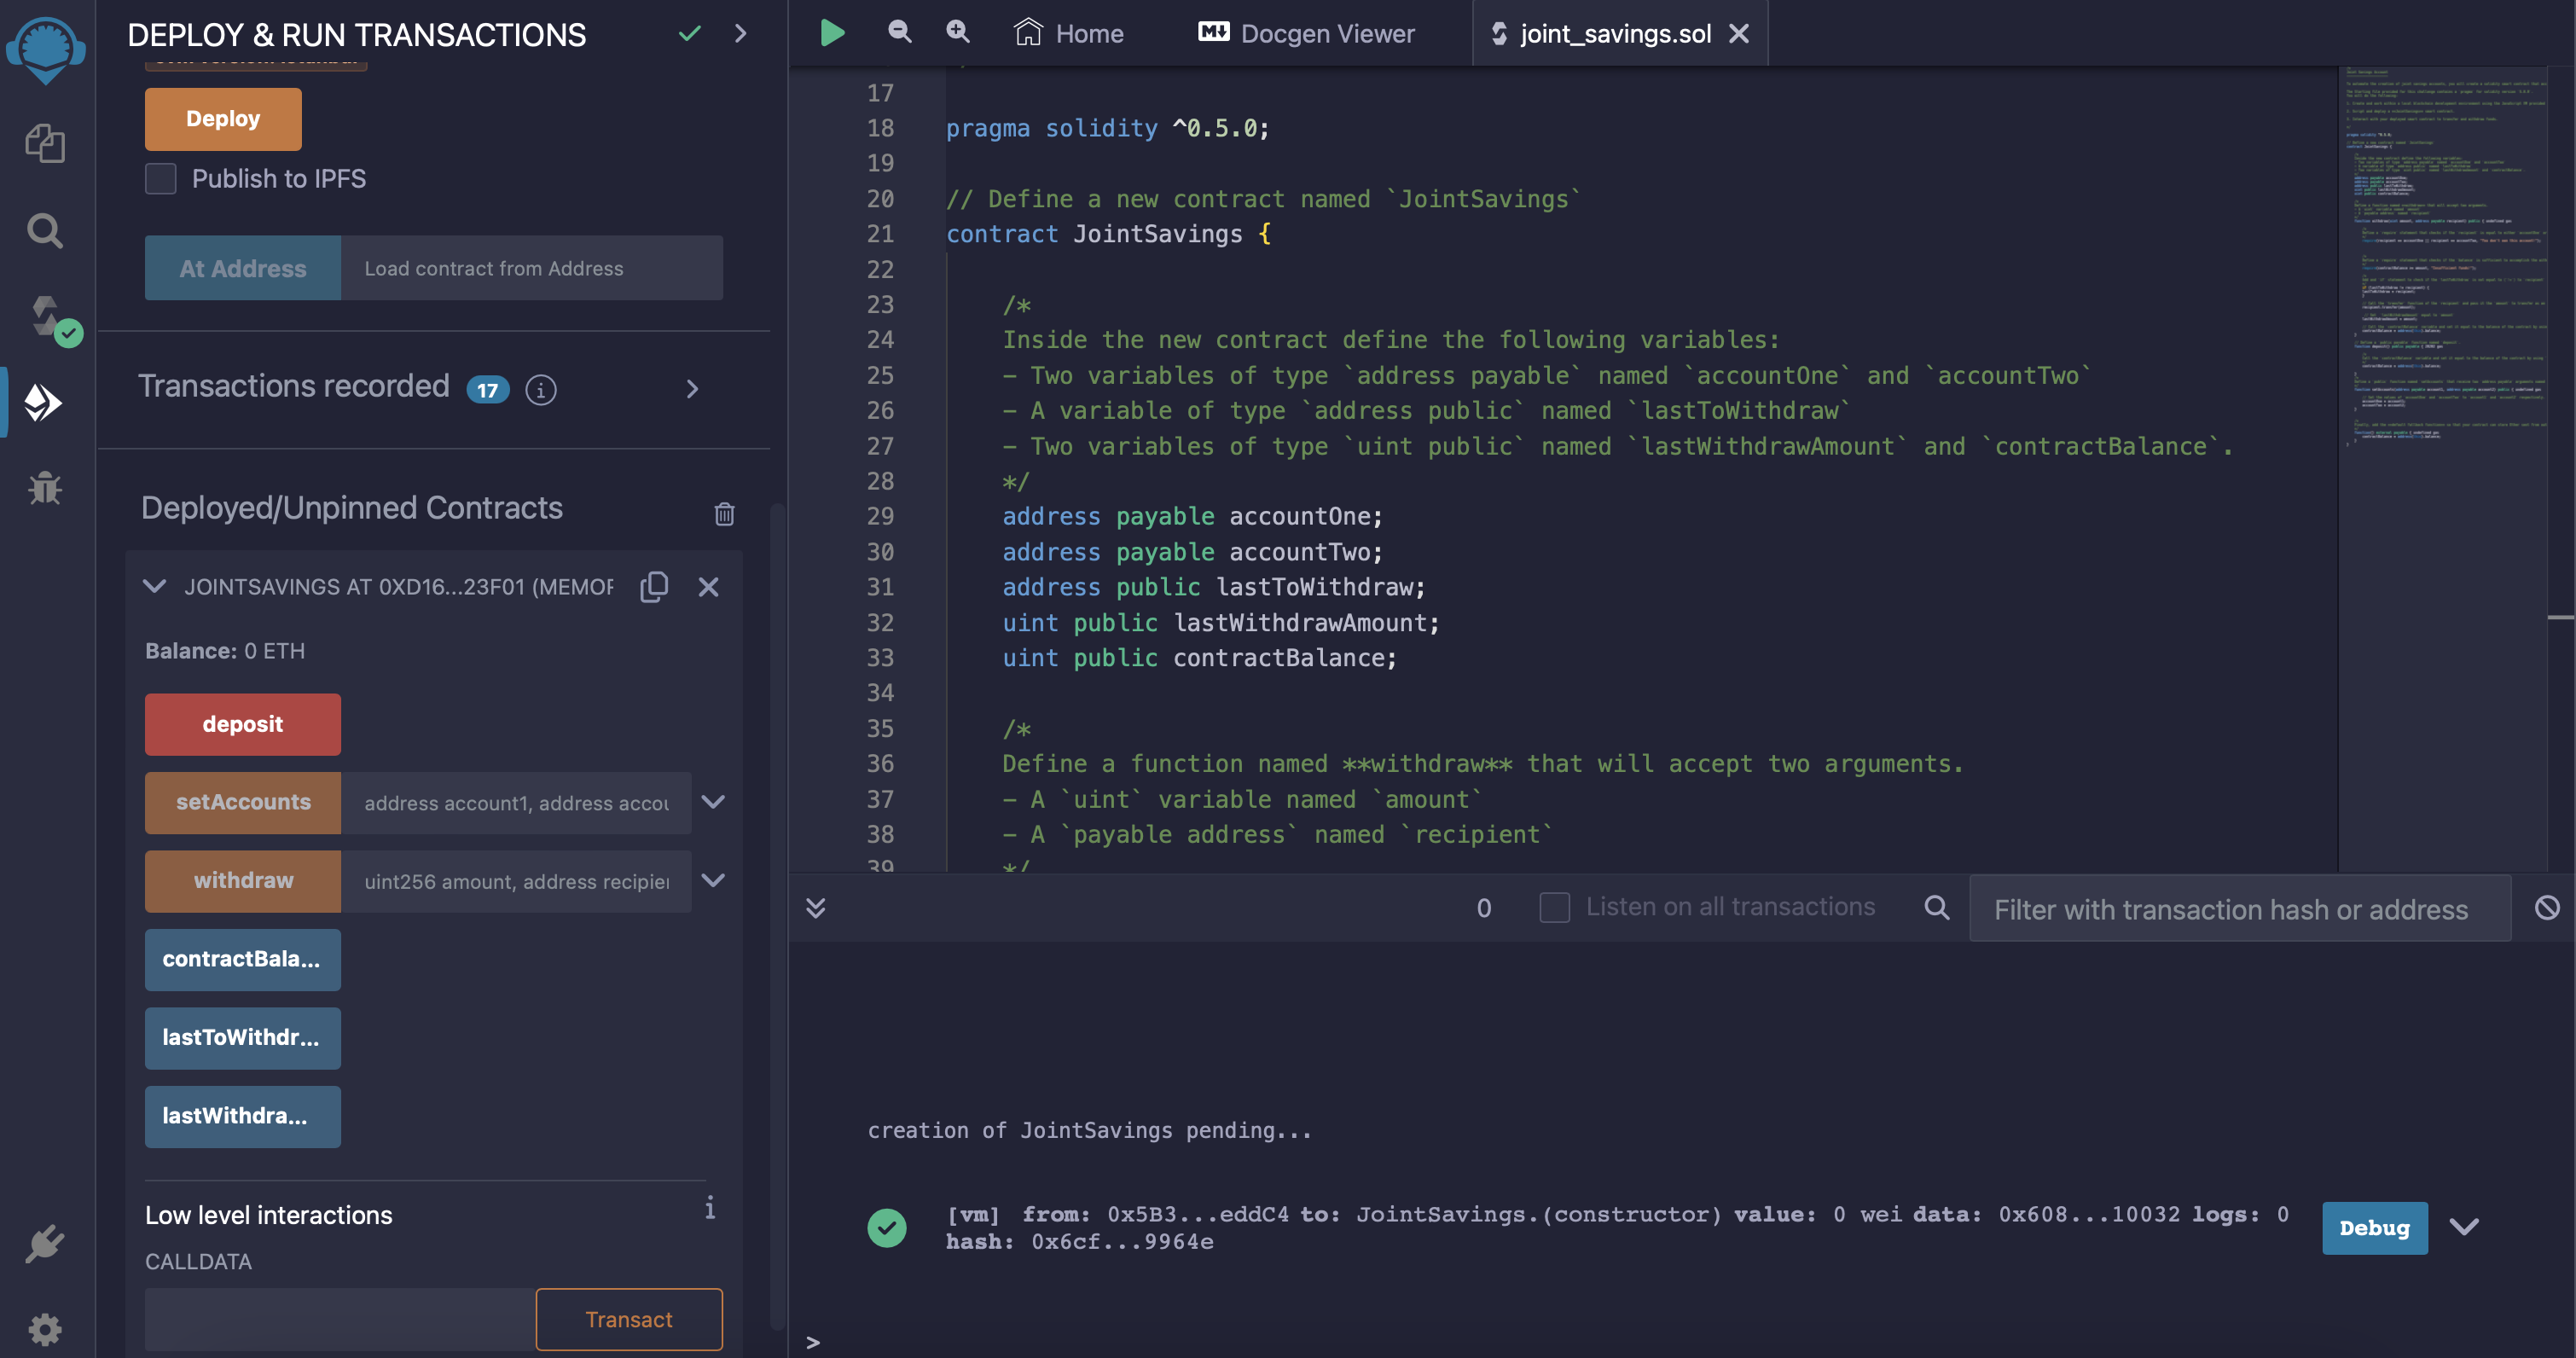 DEPLOY & RUN TRANSACTIONS
Deploy
Publish to IPFS
At Address
Load contract from Address
Transactions recorded 17
Deployed/Unpinned Contracts
JOINTSAVINGS AT 0XD16...23F01 (MEMOR
Balance: 0 ETH
deposit
setAccounts
address account1, address accou
withdraw
uint256 amount, address recipien
contractBala...
lastToWithdr...
lastWithdra...
Low level interactions
i
CALLDATA
Transact
Home
Docgen Viewer
joint_savings.sol
17
18 pragma solidity ^0.5.0;
19
20 // Define a new contract named `JointSavings`
21 contract JointSavings {
22
23 /*
24 Inside the new contract define the following variables:
25 - Two variables of type `address payable` named `accountOne` and `accountTwo`
26 - A variable of type `address public` named `lastToWithdraw`
27 - Two variables of type `uint public` named `lastWithdrawAmount` and `contractBalance`.
28 */
29 address payable accountOne;
30 address payable accountTwo;
31 address public lastToWithdraw;
32 uint public lastWithdrawAmount;
33 uint public contractBalance;
34
35 /*
36 Define a function named **withdraw** that will accept two arguments.
37 - A `uint` variable named `amount`
38 - A `payable address` named `recipient`
39 */
0
Listen on all transactions
Filter with transaction hash or address
creation of JointSavings pending...
[vm] from: 0x5B3...eddC4 to: JointSavings.(constructor) value: 0 wei data: 0x608...10032 logs: 0
hash: 0x6cf...9964e
Debug
>